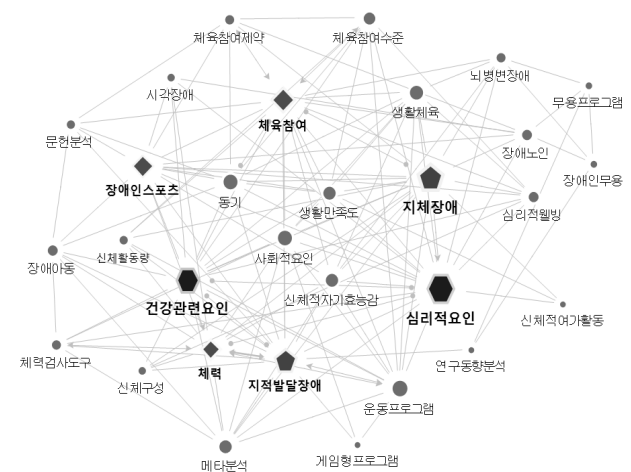 체육참여제약
체육참여수준
뇌병변장애
시각장애
무용프로그램
생활체육
체육참여
문헌분석
장애노인
장애인무용
장애인스포츠
동기
생활만족도
지체장애
심리적웰빙
신체활동량
사회적요인
장애아동
신체적자기효능감
건강관련요인
심리적요인
신체적여가활동
체력검사도구
체력
지적발달장애
연구동향분석
신체구성
운동프로그램
메타분석
게임형프로그램